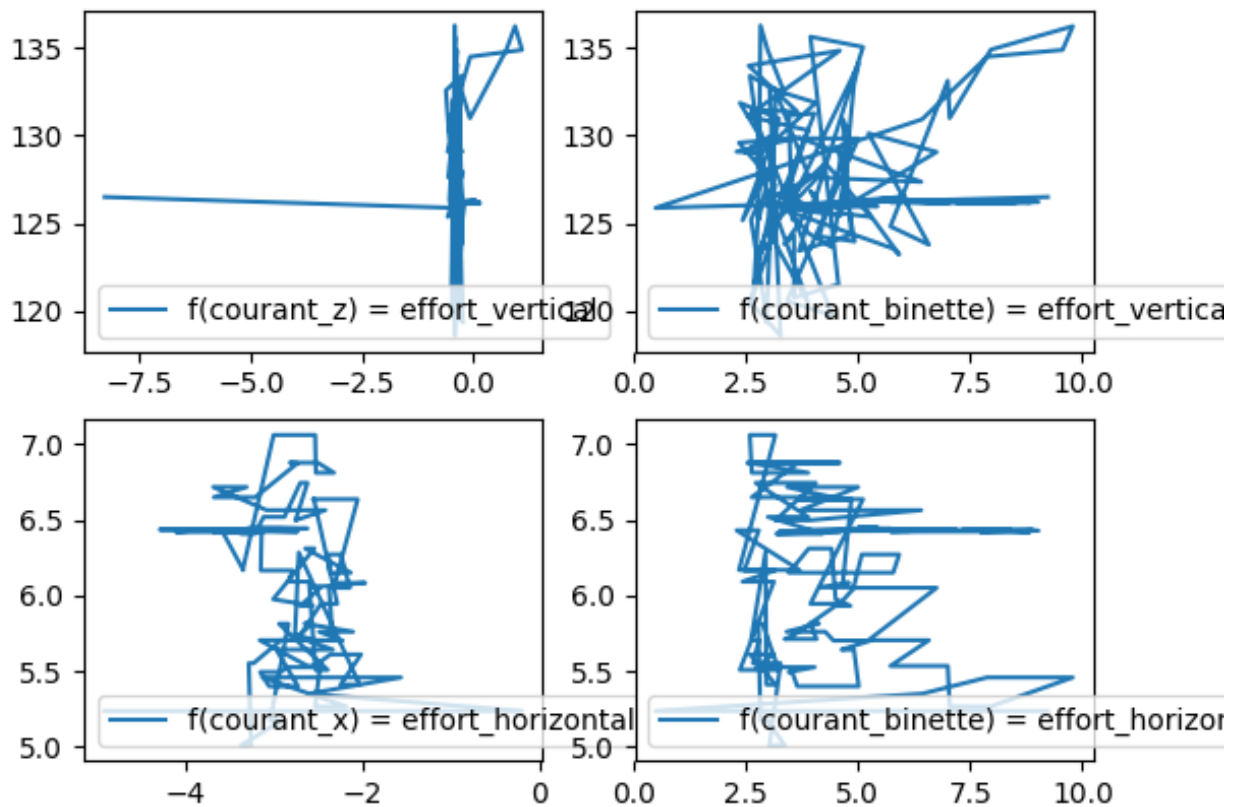 135
130
125
120
f(courant_z) = effort_vertical
−7.5 −5.0 −2.5 0.0
135
130
125
120
f(courant_binette) = effort_vertica
0.0 2.5 5.0 7.5 10.0
7.0
6.5
6.0
5.5
5.0
f(courant_x) = effort_horizontal
−4 −2 0
7.0
6.5
6.0
5.5
5.0
f(courant_binette) = effort_horizor
0.0 2.5 5.0 7.5 10.0